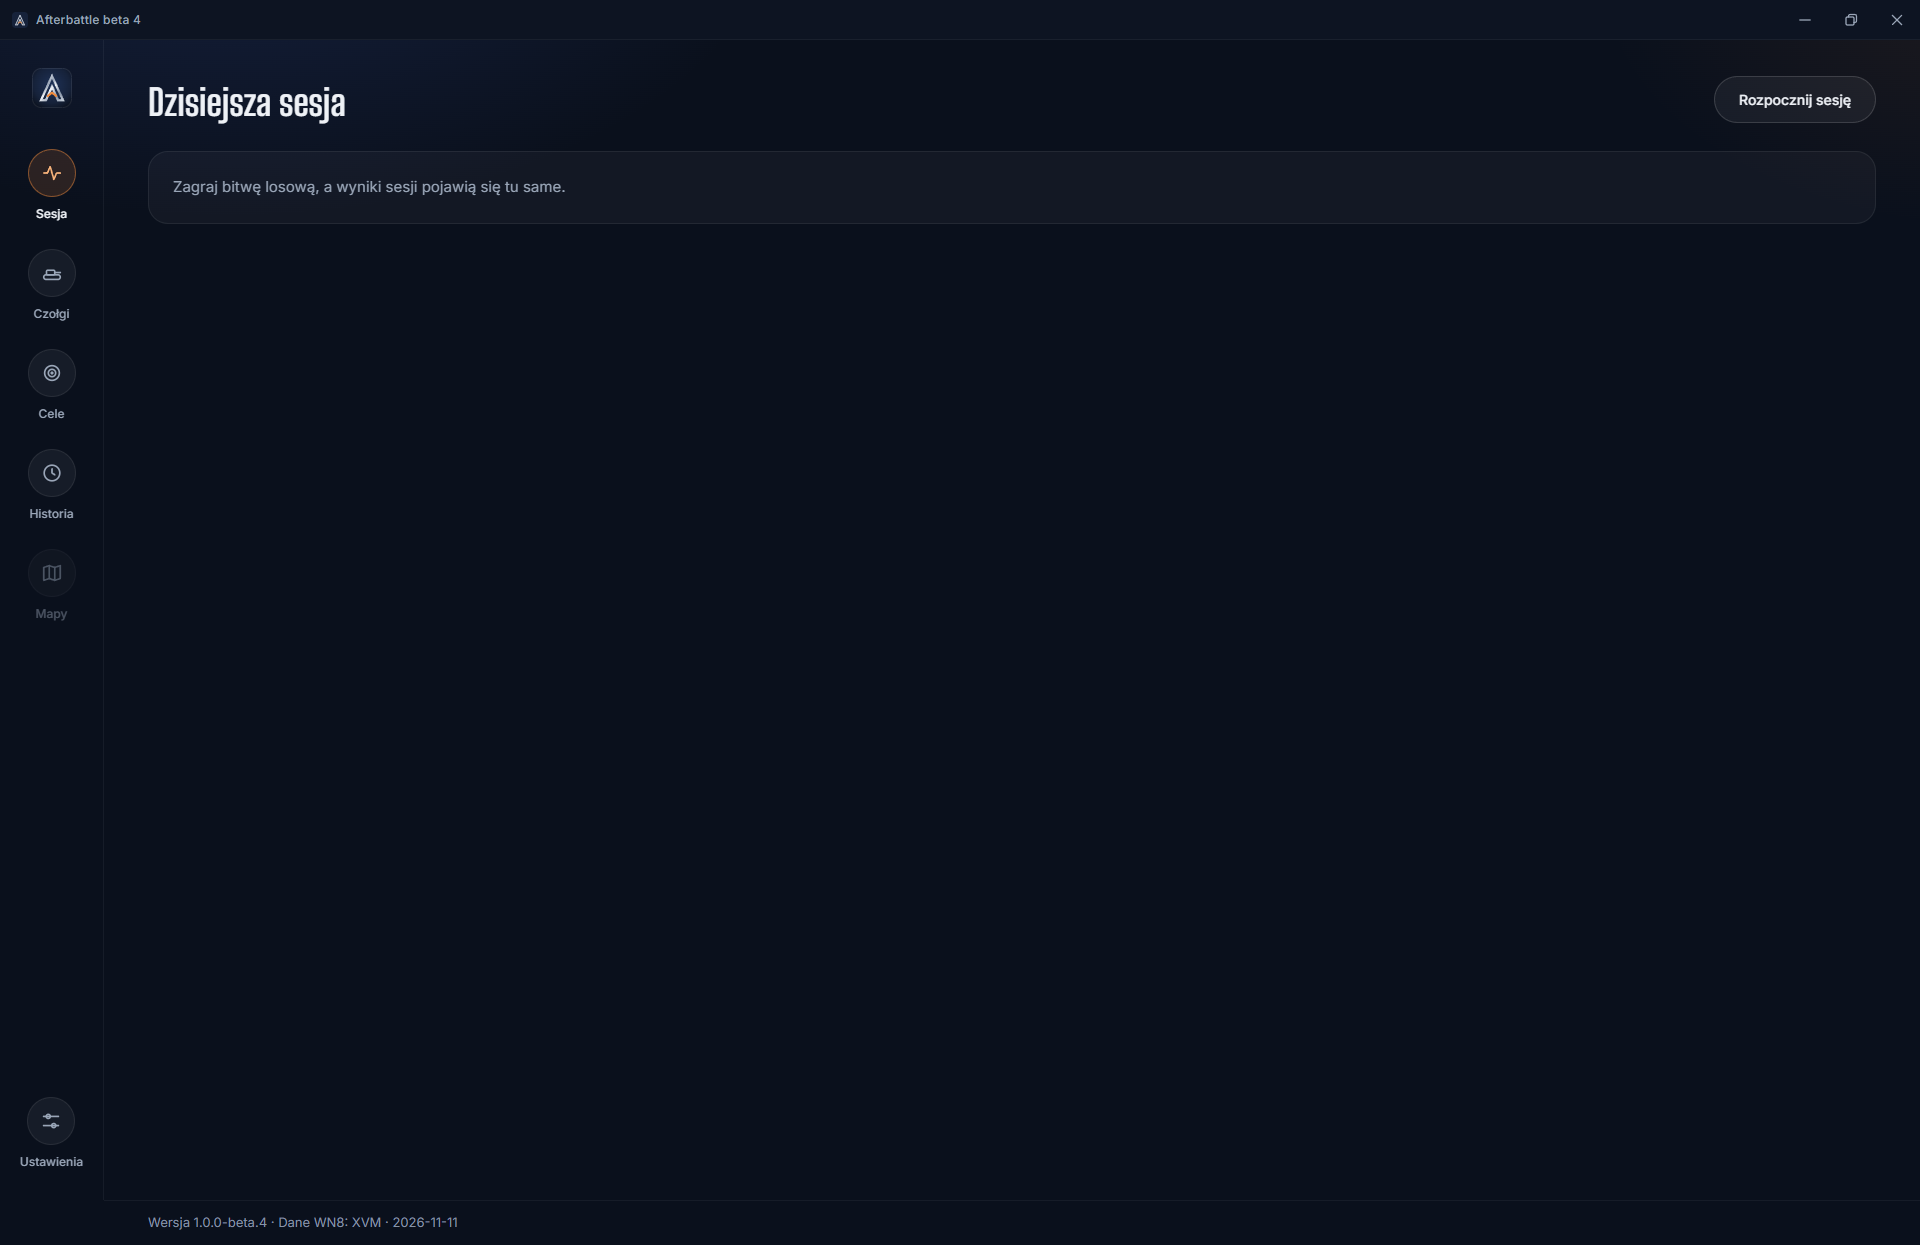 Afterbattle beta 4
Dzisiejsza sesja
Rozpocznij sesję
Zagraj bitwę losową, a wyniki sesji pojawią się tu same.
Sesja
Czołgi
Cele
Historia
Mapy
Ustawienia
Wersja 1.0.0-beta.4 · Dane WN8: XVM · 2026-11-11